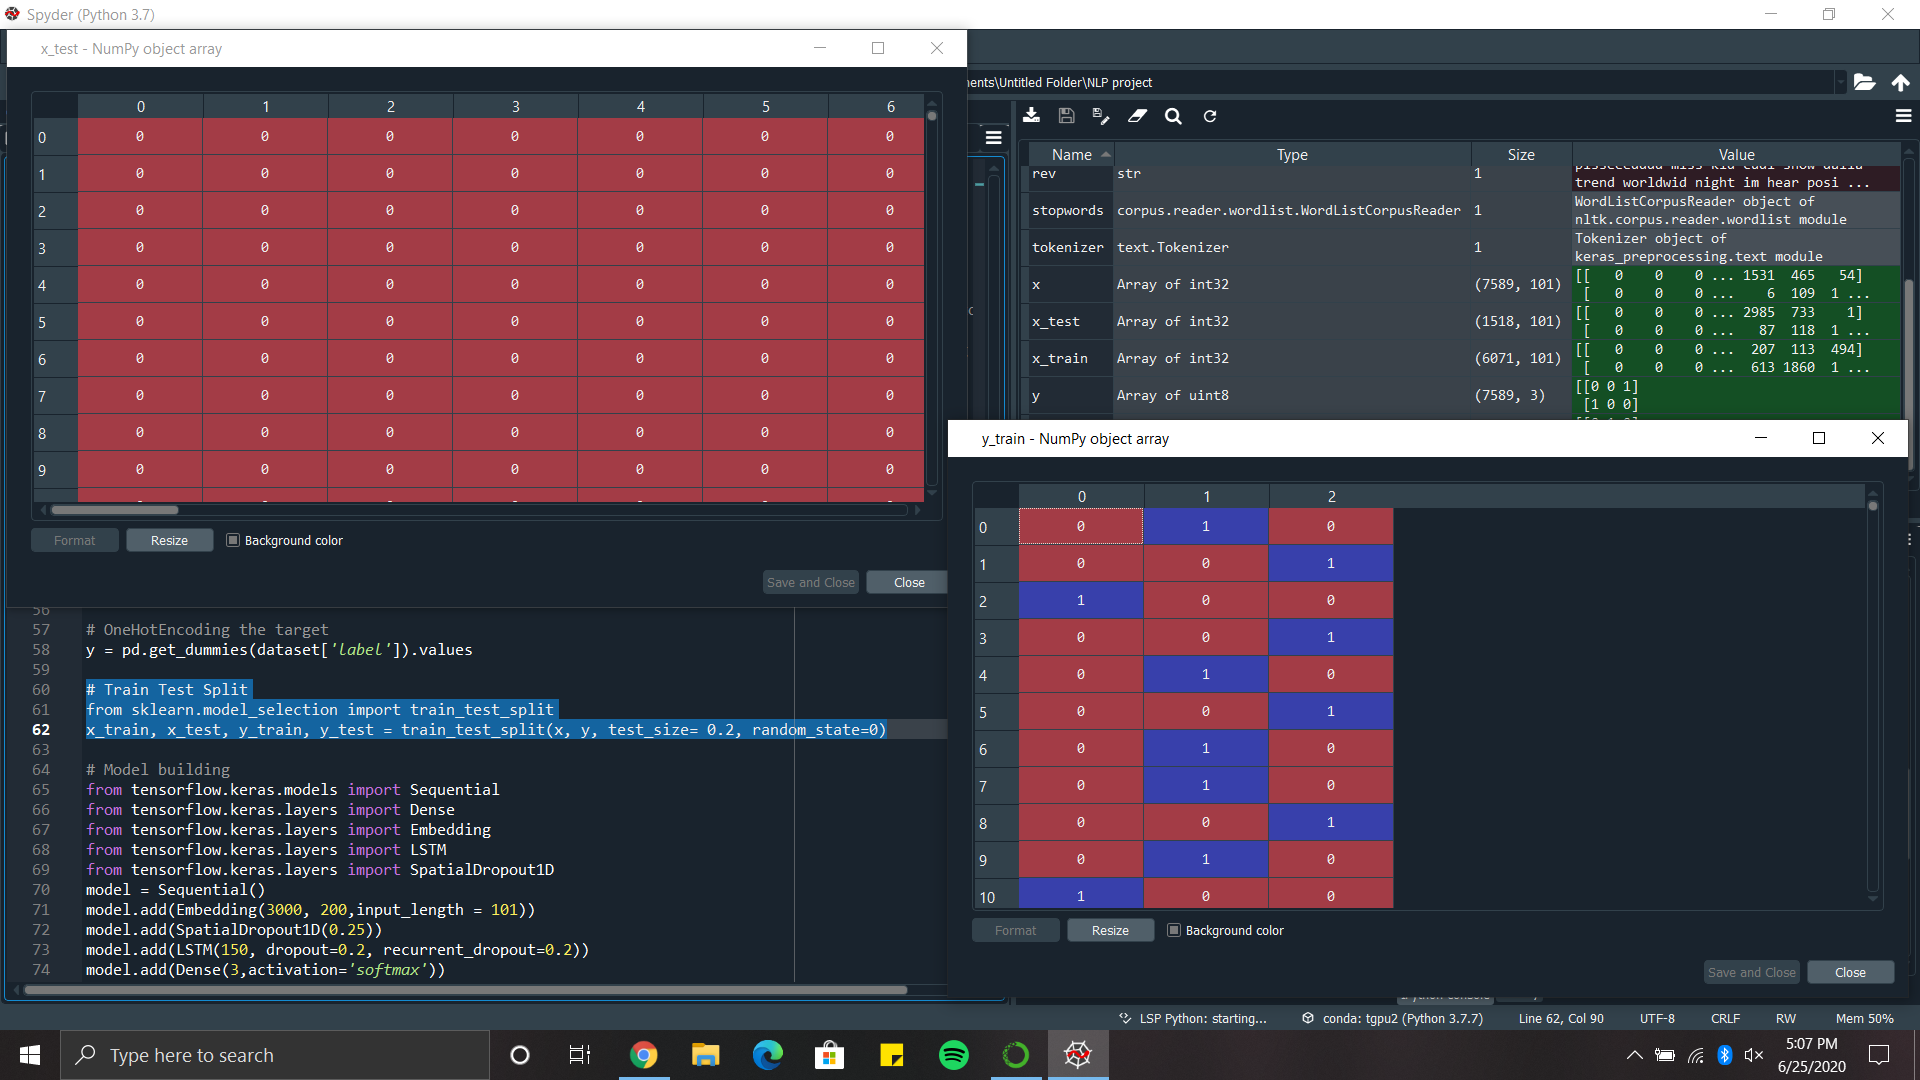 Spyder (Python 3.7)
x_test - NumPy object array
0 1 2 3 4 5 6
0 0 0 0 0 0 0 0
1 0 0 0 0 0 0 0
2 0 0 0 0 0 0 0
3 0 0 0 0 0 0 0
4 0 0 0 0 0 0 0
5 0 0 0 0 0 0 0
6 0 0 0 0 0 0 0
7 0 0 0 0 0 0 0
8 0 0 0 0 0 0 0
9 0 0 0 0 0 0 0
Format Resize Background color
Save and Close Close
ents\Untitled Folder\NLP project
Name Type Size Value
rev str 1
trend worldwid night im hear posi ...
stopwords corpus.reader.wordlist.WordListCorpusReader 1 WordListCorpusReader object of
nltk.corpus.reader.wordlist module
tokenizer text.Tokenizer 1 Tokenizer object of
keras_preprocessing.text module
x Array of int32 (7589, 101) [[ 0 0 0 ... 1531 465 54]
[ 0 0 0 ... 6 109 1 ...
x_test Array of int32 (1518, 101) [[ 0 0 0 ... 2985 733 1]
[ 0 0 0 ... 87 118 1 ...
x_train Array of int32 (6071, 101) [[ 0 0 0 ... 207 113 494]
[ 0 0 0 ... 613 1860 1 ...
y Array of uint8 (7589, 3) [[0 0 1]
[1 0 0]
y_train - NumPy object array
0 1 2
0 0 1 0
1 0 0 1
2 1 0 0
3 0 0 1
4 0 1 0
5 0 0 1
6 0 1 0
7 0 1 0
8 0 0 1
9 0 1 0
10 1 0 0
Format Resize Background color
Save and Close Close
56
57 # OneHotEncoding the target
58 y = pd.get_dummies(dataset['label']).values
59
60 # Train Test Split
61 from sklearn.model_selection import train_test_split
62 x_train, x_test, y_train, y_test = train_test_split(x, y, test_size= 0.2, random_state=0)
63
64 # Model building
65 from tensorflow.keras.models import Sequential
66 from tensorflow.keras.layers import Dense
67 from tensorflow.keras.layers import Embedding
68 from tensorflow.keras.layers import LSTM
69 from tensorflow.keras.layers import SpatialDropout1D
70 model = Sequential()
71 model.add(Embedding(3000, 200,input_length = 101))
72 model.add(SpatialDropout1D(0.25))
73 model.add(LSTM(150, dropout=0.2, recurrent_dropout=0.2))
74 model.add(Dense(3,activation='softmax'))
LSP Python: starting... conda: tgpu2 (Python 3.7.7) Line 62, Col 90 UTF-8 CRLF RW Mem 50%
Type here to search
5:07 PM
6/25/2020